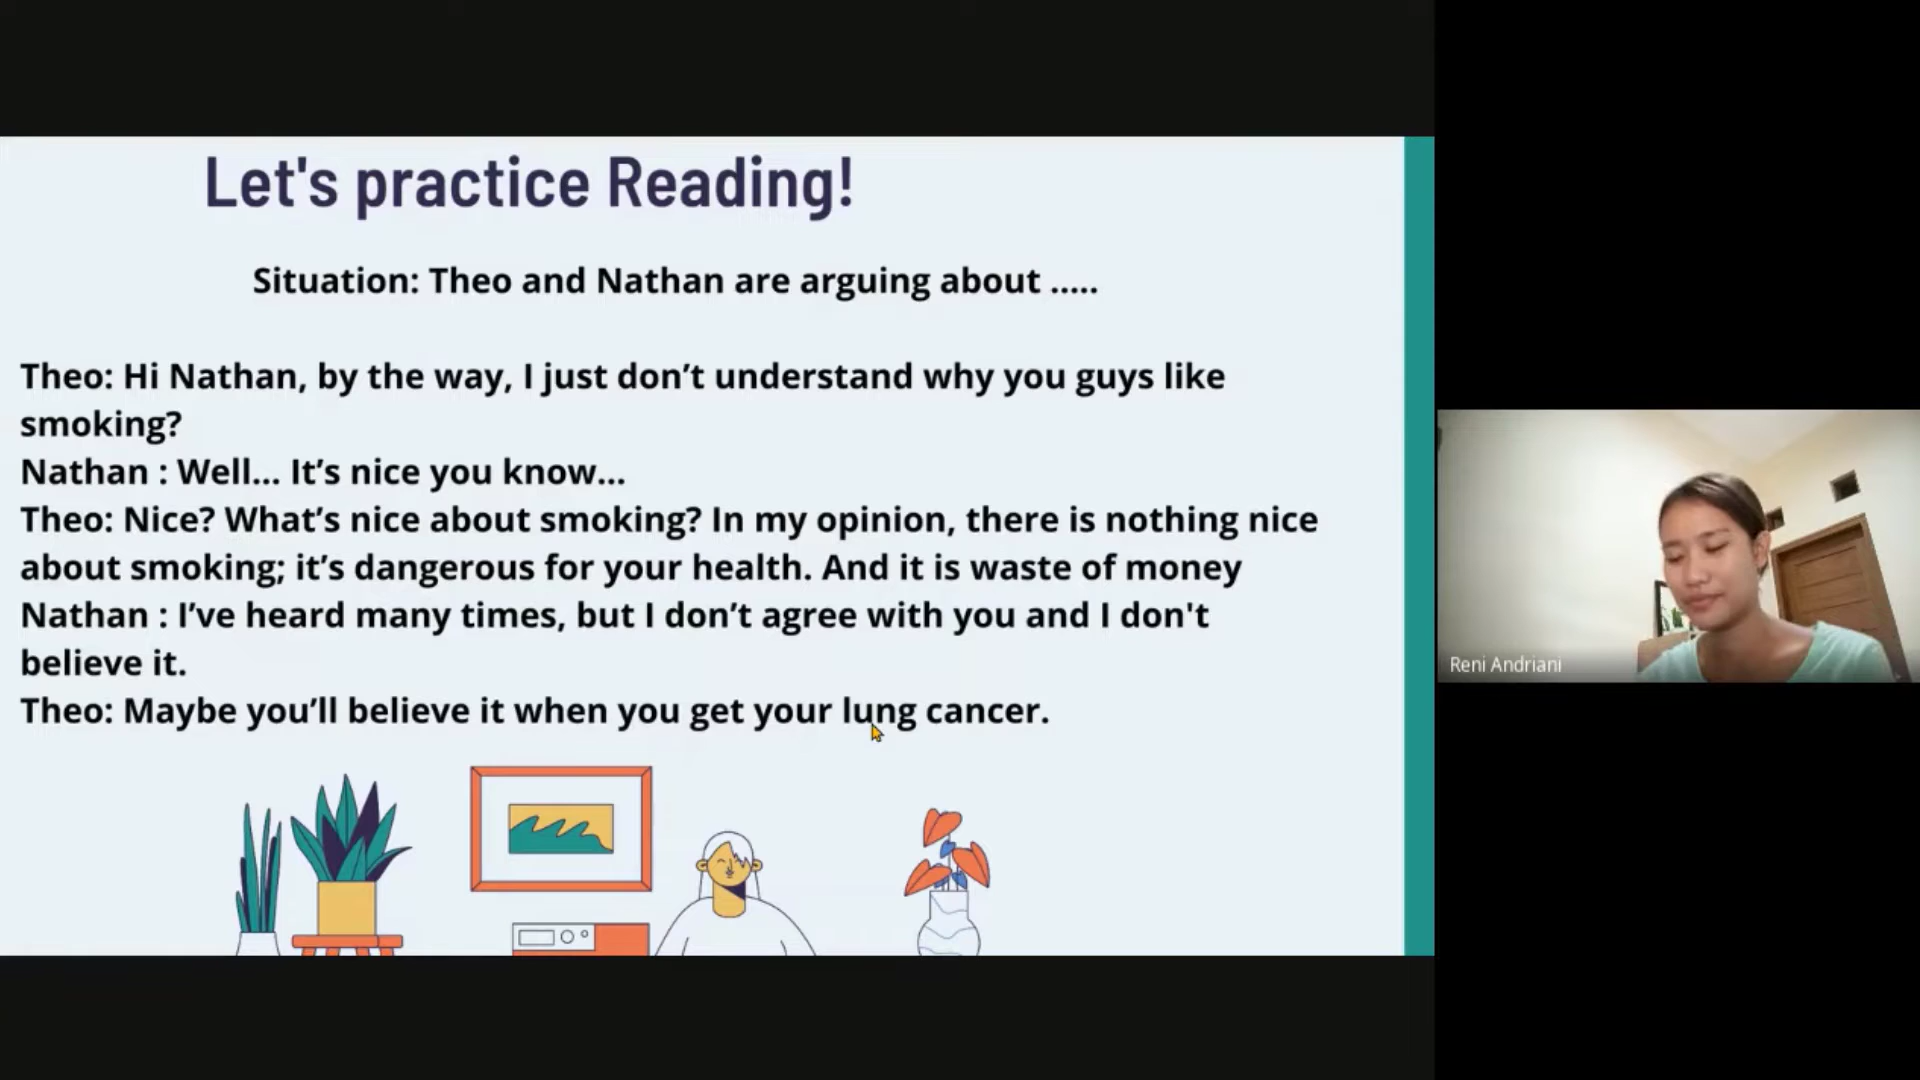 Let's practice Reading!
Situation: Theo and Nathan are arguing about .....
Theo: Hi Nathan, by the way, I just don’t understand why you guys like
smoking?
Nathan : Well... It’s nice you know...
Theo: Nice? What’s nice about smoking? In my opinion, there is nothing nice
about smoking; it’s dangerous for your health. And it is waste of money
Nathan : I’ve heard many times, but I don’t agree with you and I don't
believe it.
Theo: Maybe you’ll believe it when you get your lung cancer.
Reni Andriani